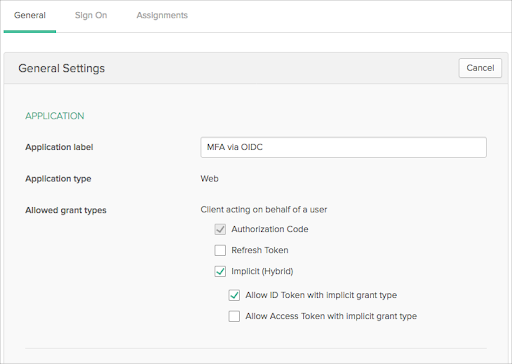 General Sign On Assignments
General Settings Cancel
APPLICATION
Application label MFA via OIDC
Application type Web
Allowed grant types Client acting on behalf of a user
Authorization Code
Refresh Token
Implicit (Hybrid)
Allow ID Token with implicit grant type
Allow Access Token with implicit grant type